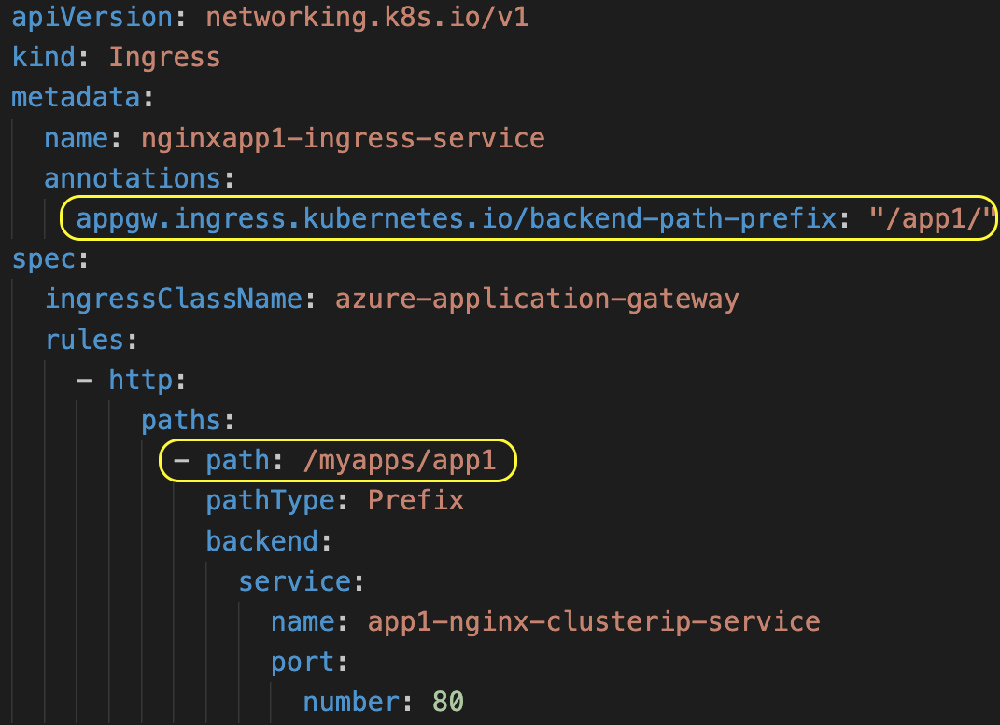 apiVersion: networking.k8s.io/v1
kind: Ingress
metadata:
  name: nginxapp1-ingress-service
  annotations:
    appgw.ingress.kubernetes.io/backend-path-prefix: "/app1/"
spec:
  ingressClassName: azure-application-gateway
  rules:
    - http:
        paths:
          - path: /myapps/app1
            pathType: Prefix
            backend:
              service:
                name: app1-nginx-clusterip-service
                port:
                  number: 80